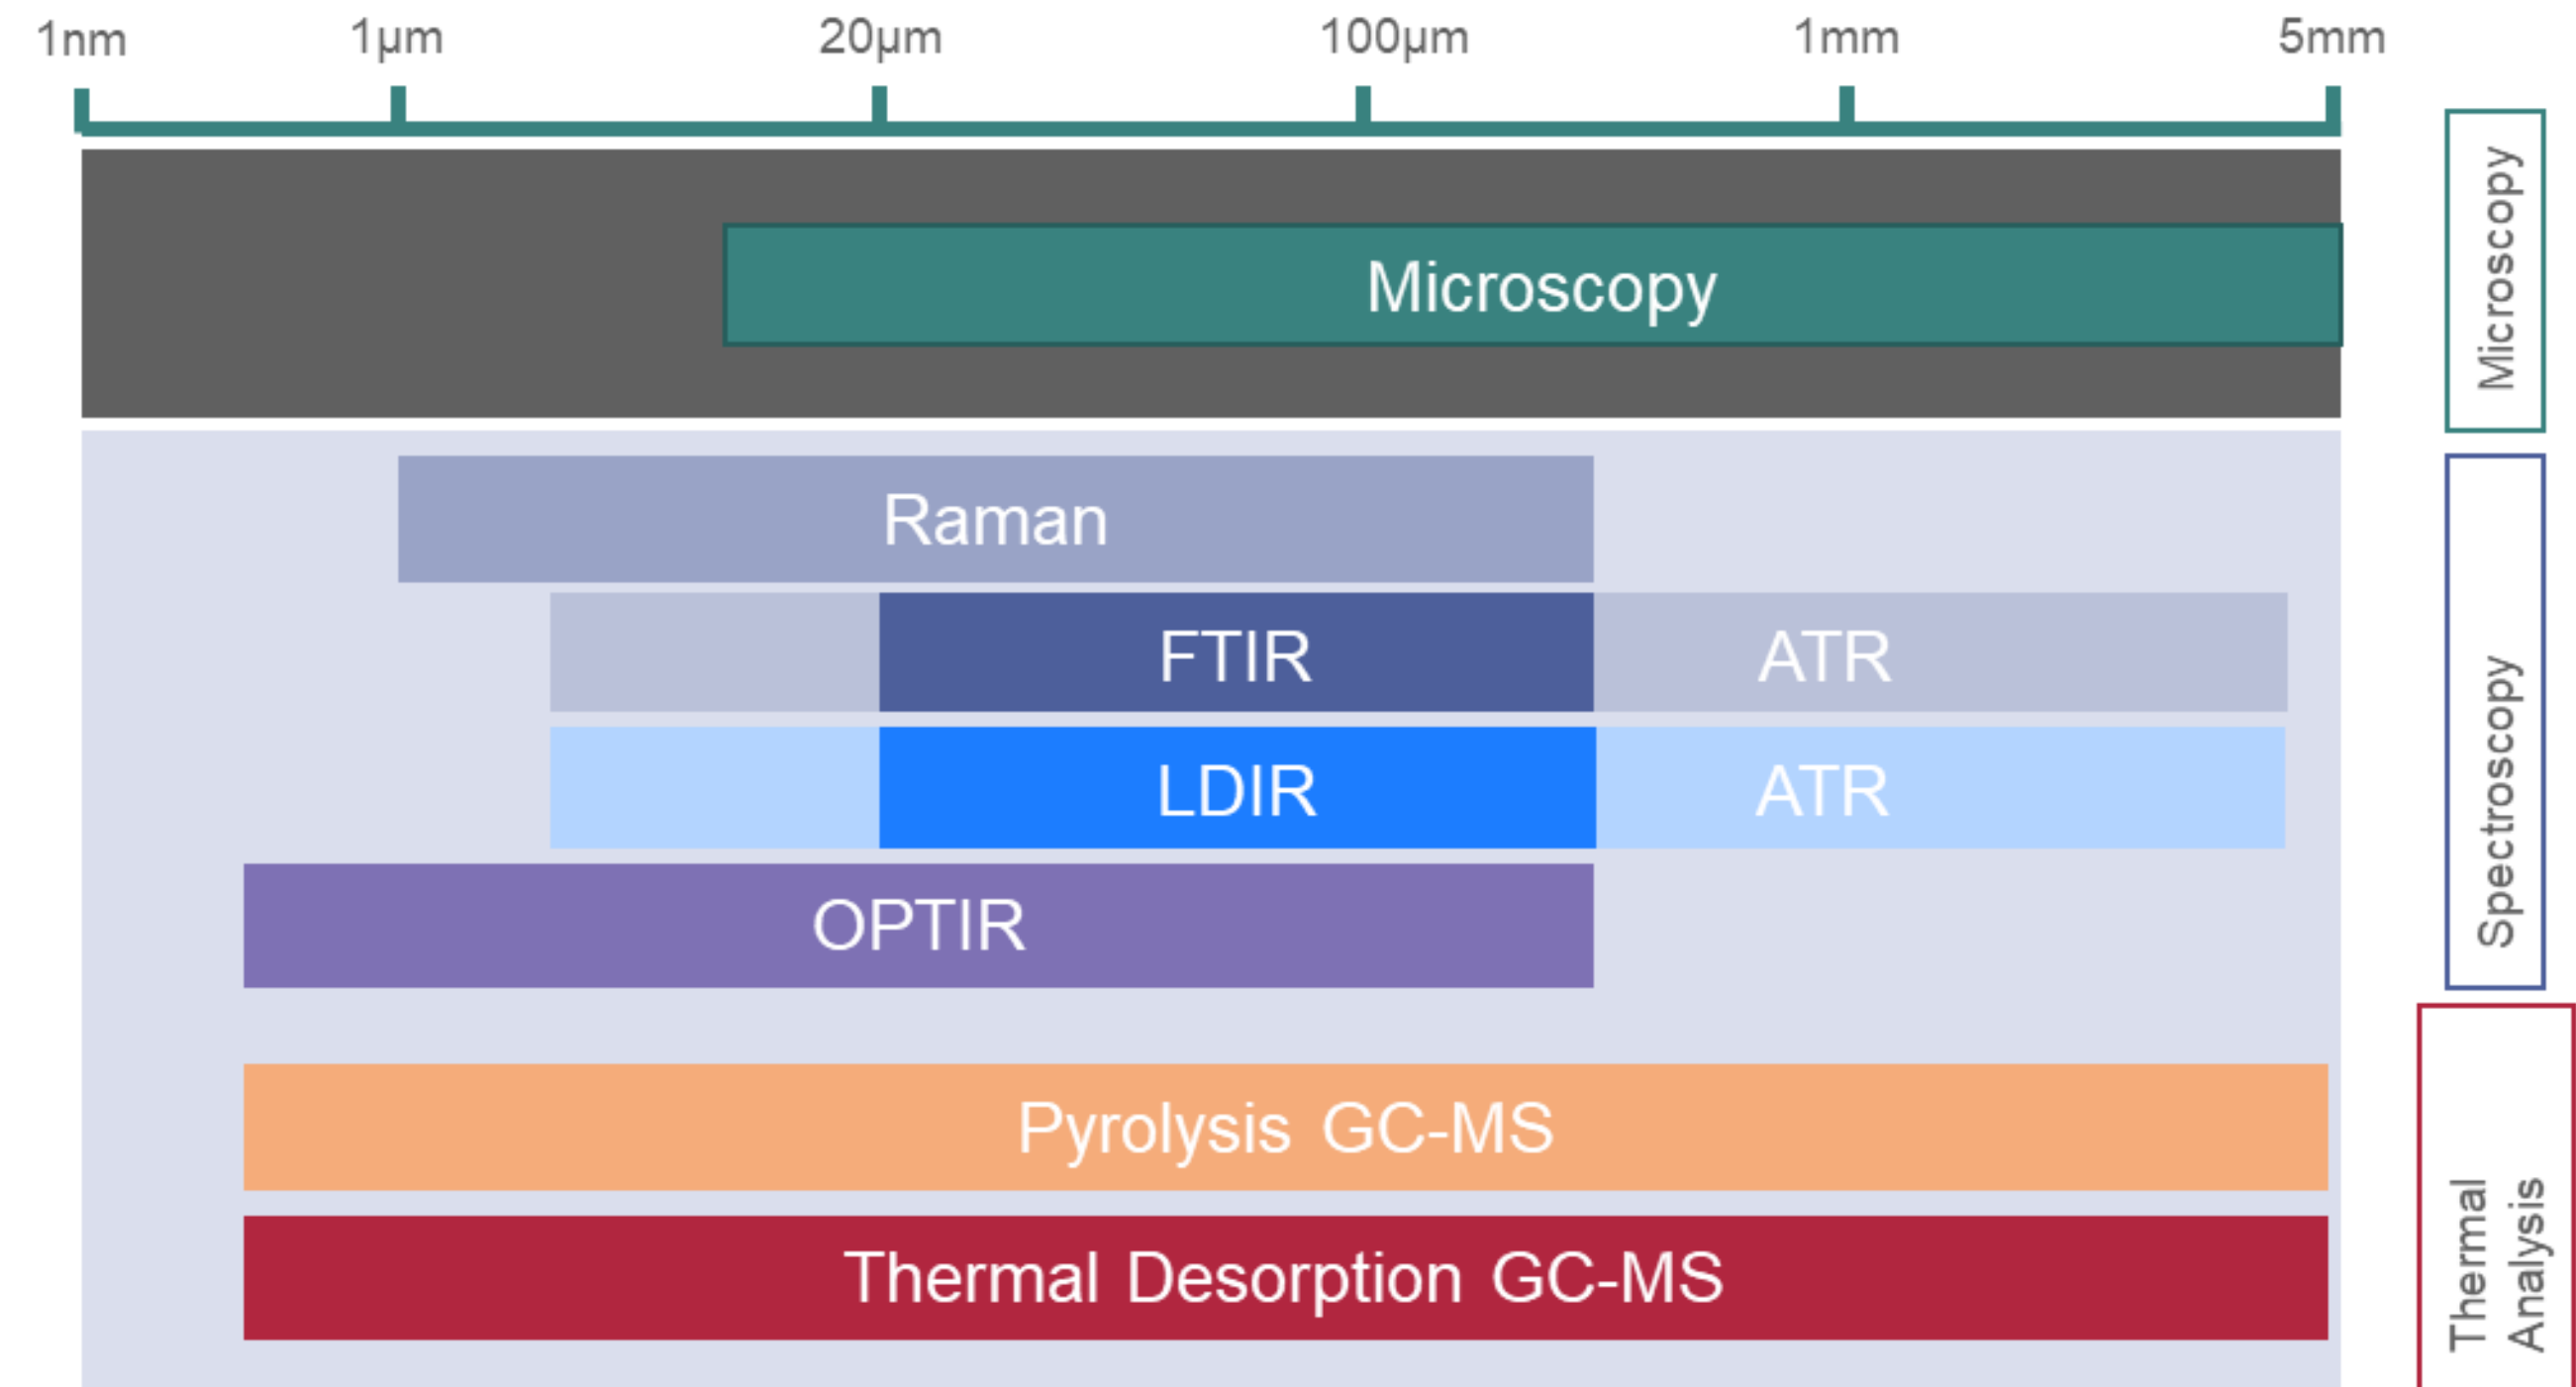 1nm 1µm 20µm 100µm 1mm 5mm
Microscopy
Microscopy
Raman
FTIR ATR
LDIR ATR
OPTIR
Spectroscopy
Pyrolysis GC-MS
Thermal Desorption GC-MS
Thermal
Analysis